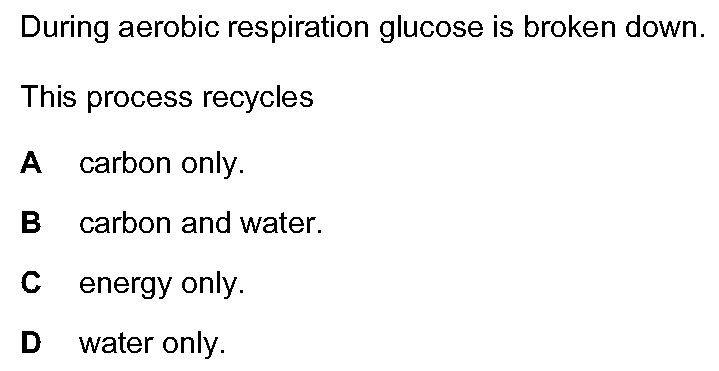 During aerobic respiration glucose is broken down.
This process recycles
A carbon only.
B carbon and water.
C energy only.
D water only.